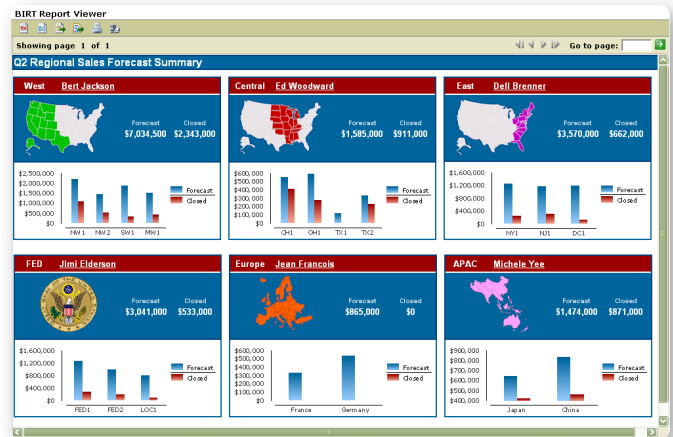 BIRT Report Viewer
Showing page 1 of 1
Go to page:
Q2 Regional Sales Forecast Summary
West Bert Jackson
Forecast Closed
$7,034,500 $2,343,000
$2,500,000
$2,000,000
$1,500,000
$1,000,000
$500,000
$0
NW1 NW2 SW1 MW1
Forecast
Closed
Central Ed Woodward
Forecast Closed
$1,585,000 $911,000
$600,000
$500,000
$400,000
$300,000
$200,000
$100,000
$0
CH1 OH1 TX1 TX2
Forecast
Closed
East Dell Brenner
Forecast Closed
$3,570,000 $662,000
$1,600,000
$1,200,000
$800,000
$400,000
$0
NY1 NJ1 DC1
Forecast
Closed
FED Jimi Elderson
Forecast Closed
$3,041,000 $533,000
$1,600,000
$1,200,000
$800,000
$400,000
$0
FED1 FED2 LOC1
Forecast
Closed
Europe Jean Francois
Forecast Closed
$865,000 $0
$600,000
$500,000
$400,000
$300,000
$200,000
$100,000
$0
France Germany
Forecast
Closed
APAC Michele Yee
Forecast Closed
$1,474,000 $871,000
$900,000
$800,000
$700,000
$600,000
$500,000
$400,000
Japan China
Forecast
Closed